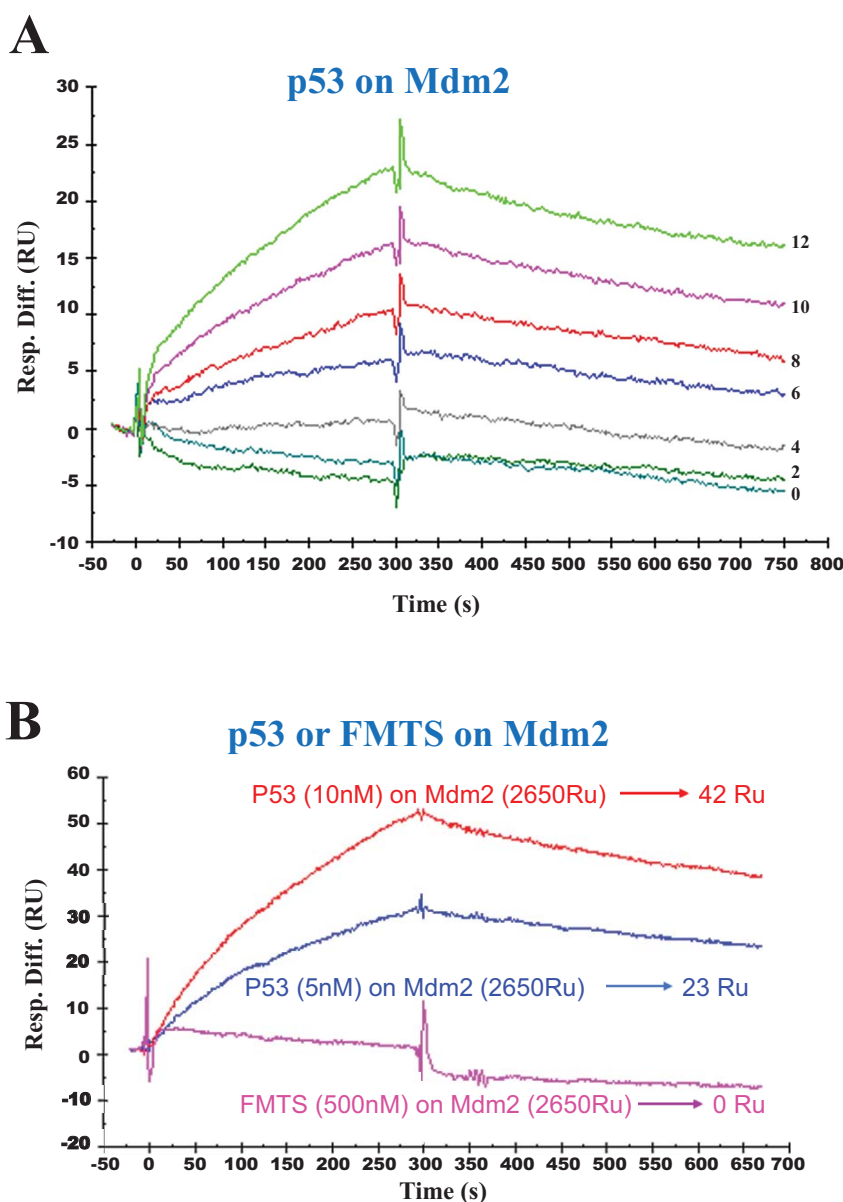 A
p53 on Mdm2
Resp. Diff. (RU)
30
25
20
15
10
5
0
-5
-10
12
10
8
6
4
2
0
-50 0 50 100 150 200 250 300 350 400 450 500 550 600 650 700 750 800
Time (s)
B
p53 or FMTS on Mdm2
Resp. Diff. (RU)
60
50
40
30
20
10
0
-10
-20
P53 (10nM) on Mdm2 (2650Ru) 42 Ru
P53 (5nM) on Mdm2 (2650Ru) 23 Ru
FMTS (500nM) on Mdm2 (2650Ru) 0 Ru
-50 0 50 100 150 200 250 300 350 400 450 500 550 600 650 700
Time (s)